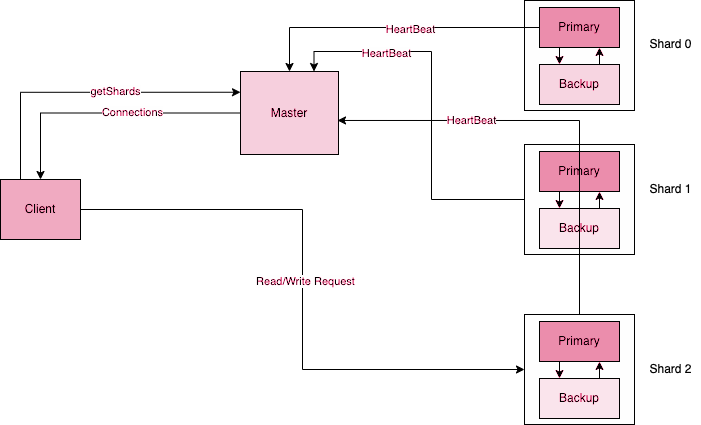 HeartBeat
Primary
Shard 0
HeartBeat
Backup
getShards
Connections
Master
HeartBeat
Primary
Shard 1
Client
Backup
Read/Write Request
Primary
Shard 2
Backup